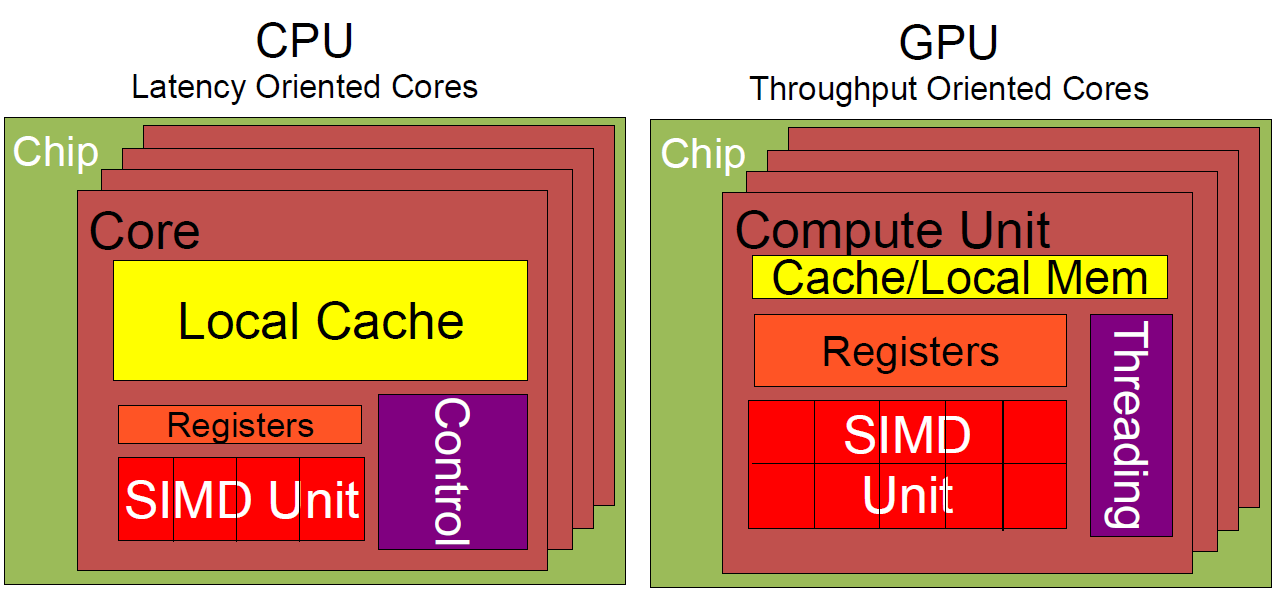 CPU
Latency Oriented Cores
Chip
Core
Local Cache
Registers
SIMD Unit
Control
GPU
Throughput Oriented Cores
Chip
Compute Unit
Cache/Local Mem
Registers
SIMD
Unit
Threading